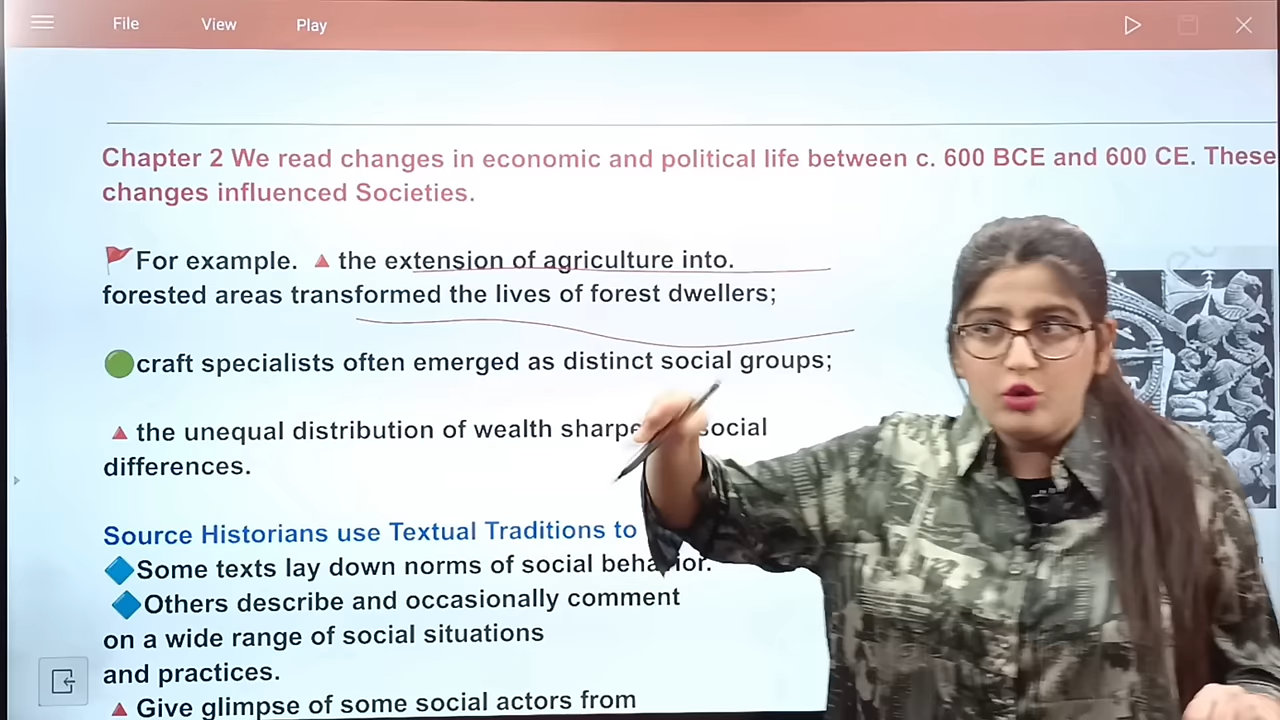 File View Play
Chapter 2 We read changes in economic and political life between c. 600 BCE and 600 CE. These
changes influenced Societies.
For example. the extension of agriculture into.
forested areas transformed the lives of forest dwellers;
craft specialists often emerged as distinct social groups;
the unequal distribution of wealth social
differences.
Source Historians use Textual Traditions to
Some texts lay down norms of social behavior.
Others describe and occasionally comment
on a wide range of social situations
and practices.
Give glimpse of some social actors from